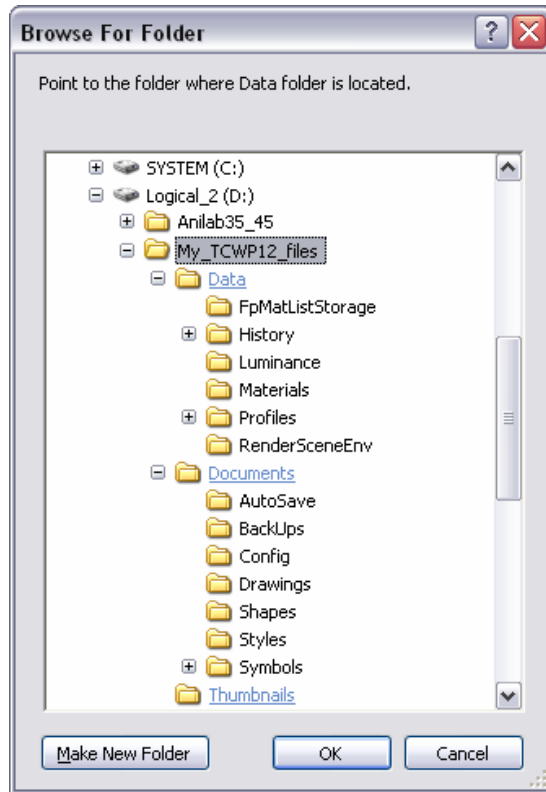 Browse For Folder
Point to the folder where Data folder is located.
SYSTEM (C:)
Logical_2 (D:)
Anilab35_45
My_TCWP12_files
Data
FpMatListStorage
History
Luminance
Materials
Profiles
RenderSceneEnv
Documents
AutoSave
BackUps
Config
Drawings
Shapes
Styles
Symbols
Thumbnails
Make New Folder OK Cancel